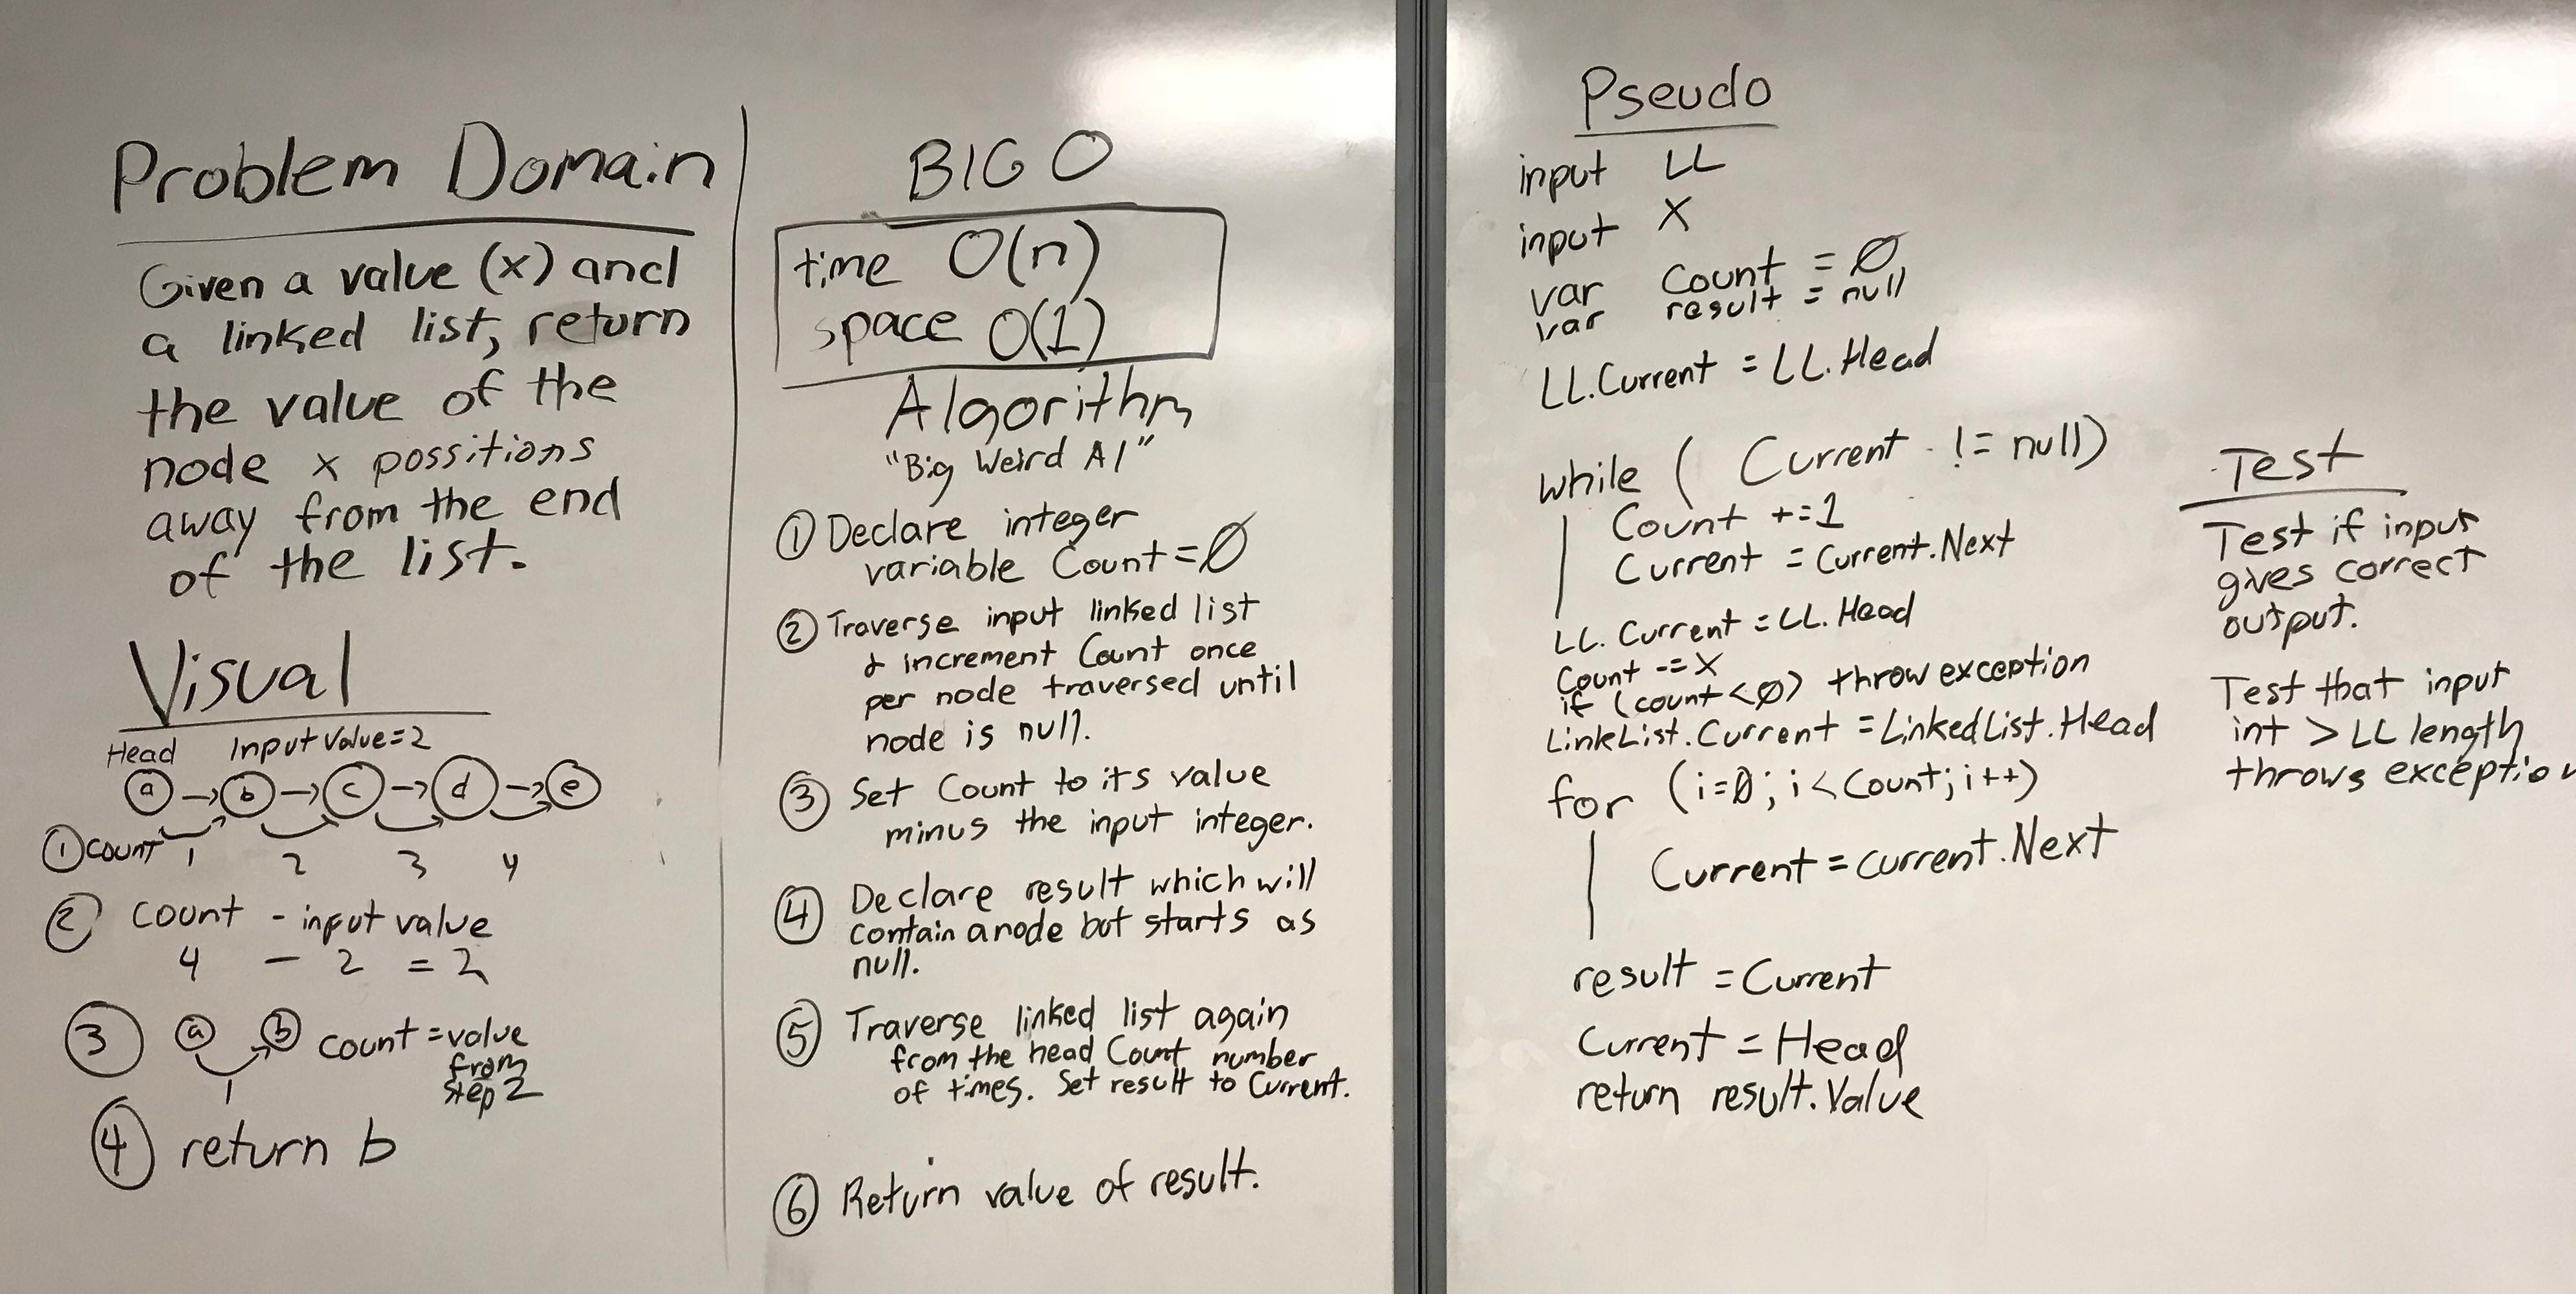 Problem Domain
Given a value (x) and
a linked list, return
the value of the
node x possitions
away from the end
of the list.
Visual
Head Input Value=2
a → b → c → d → e
① count 1 2 3 4
② count - input value
4 - 2 = 2
③ a b count = value
from
step 2
1
④ return b
BIG O
time O(n)
space O(1)
Algorithm
"Big Weird Al"
① Declare integer
variable Count = Ø
② Traverse input linked list
& increment Count once
per node traversed until
node is null.
③ Set Count to its value
minus the input integer.
④ Declare result which will
contain a node but starts as
null.
⑤ Traverse linked list again
from the head Count number
of times. Set result to Current.
⑥ Return value of result.
Pseudo
input LL
input X
var Count = Ø
var result = null
LL.Current = LL.Head
while ( Current != null)
Count +=1
Current = Current.Next
LL.Current = LL.Head
Count -= X
if (count < Ø) throw exception
LinkList.Current = LinkedList.Head
for (i=Ø; i < Count; i++)
Current = current.Next
result = Current
Current = Head
return result.Value
Test
Test if input
gives correct
output.
Test that input
int > LL length
throws exception